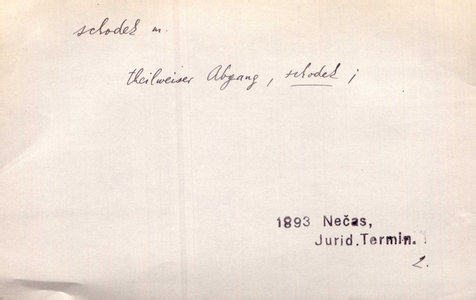 schodek m.
theilweiser Abgang, schodek ;
1893 Nečas,
Jurid. Termin.
2.